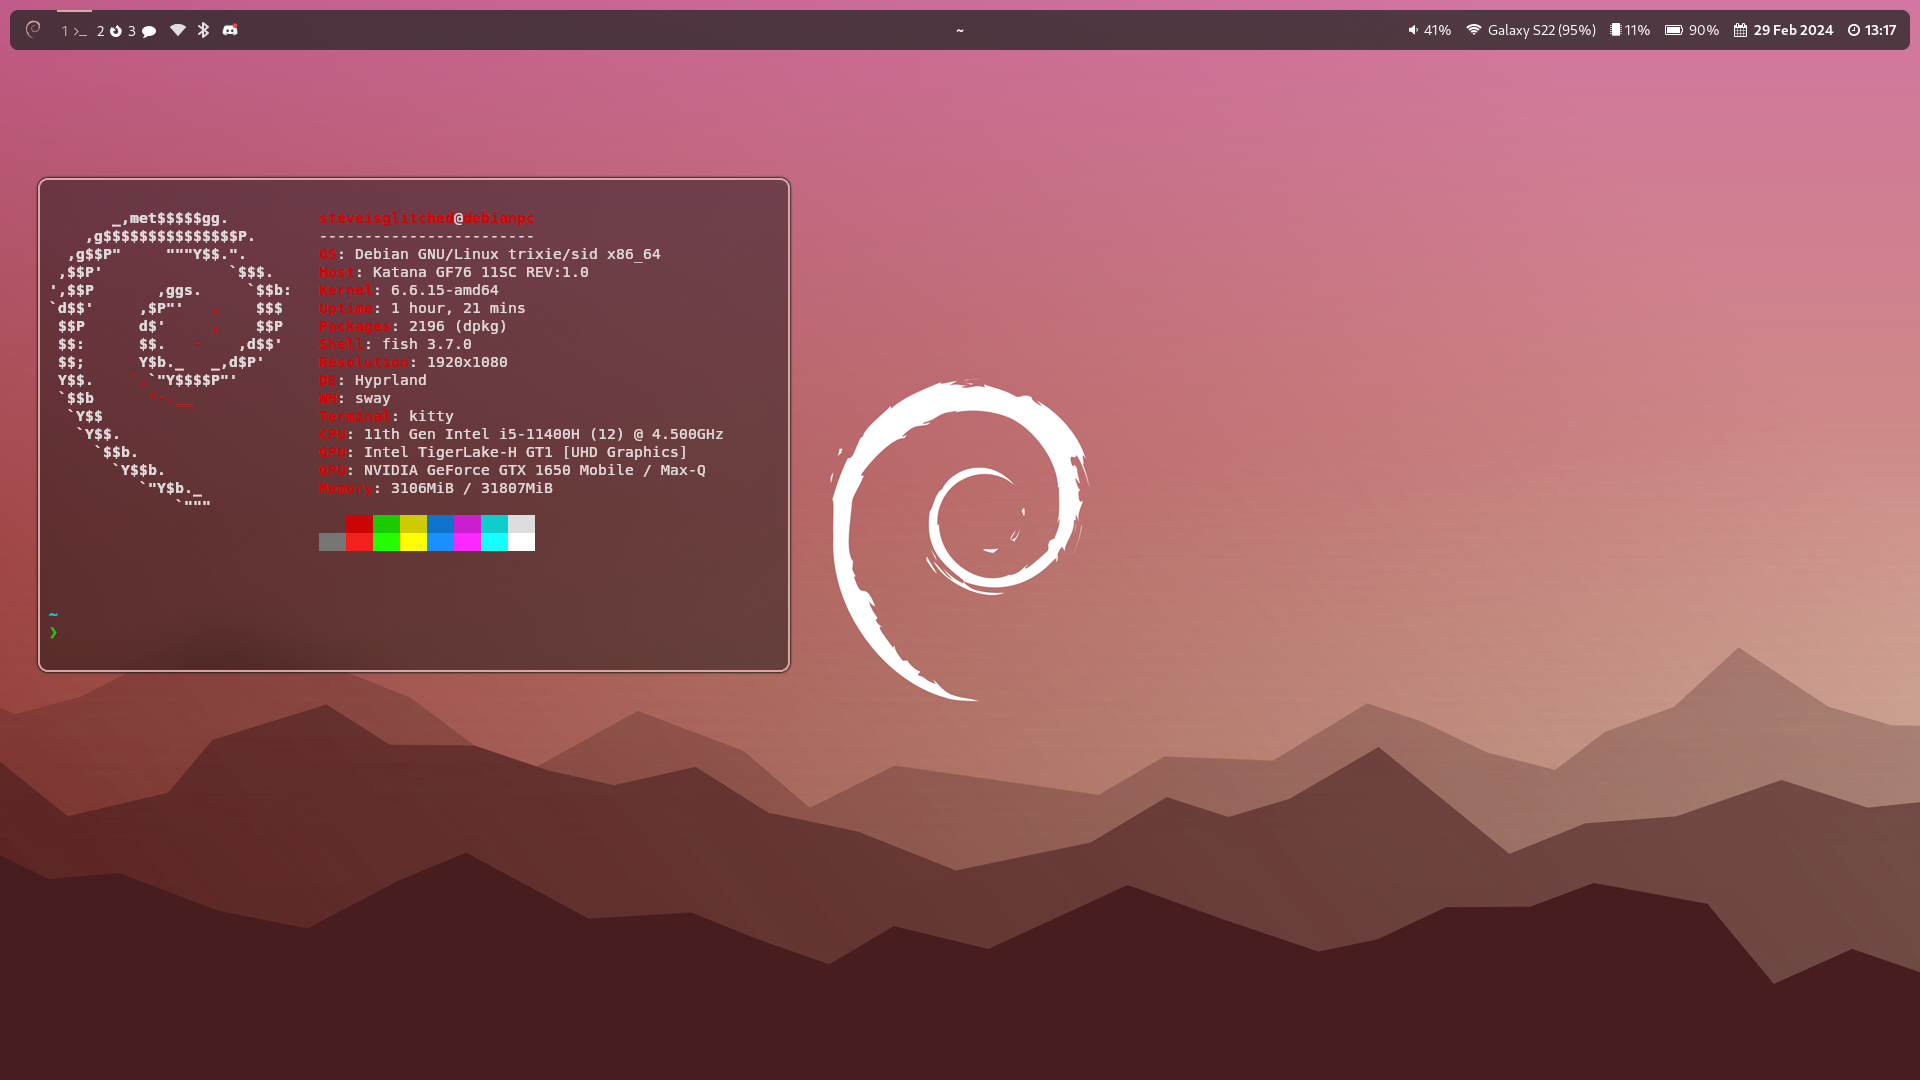 1 >_ 2 3
~
41% Galaxy S22 (95%) 11% 90% 29 Feb 2024 13:17
_,met$$$$$gg.
,g$$$$$$$$$$$$$$$P.
,g$$P"     """Y$$.".
,$$P'              `$$$.
',$$P       ,ggs.     `$$b:
`d$$'     ,$P"'   .    $$$
$$P      d$'     ,    $$P
$$:      $$.   -    ,d$$'
$$;      Y$b._   _,d$P'
Y$$.    `.`"Y$$$$P"'
`$$b      "-.__
`Y$$
`Y$$.
`$$b.
`Y$$b.
`"Y$b._
`"""
steveisglitched@debianpc
------------------------
OS: Debian GNU/Linux trixie/sid x86_64
Host: Katana GF76 11SC REV:1.0
Kernel: 6.6.15-amd64
Uptime: 1 hour, 21 mins
Packages: 2196 (dpkg)
Shell: fish 3.7.0
Resolution: 1920x1080
DE: Hyprland
WM: sway
Terminal: kitty
CPU: 11th Gen Intel i5-11400H (12) @ 4.500GHz
GPU: Intel TigerLake-H GT1 [UHD Graphics]
GPU: NVIDIA GeForce GTX 1650 Mobile / Max-Q
Memory: 3106MiB / 31807MiB
~
❯